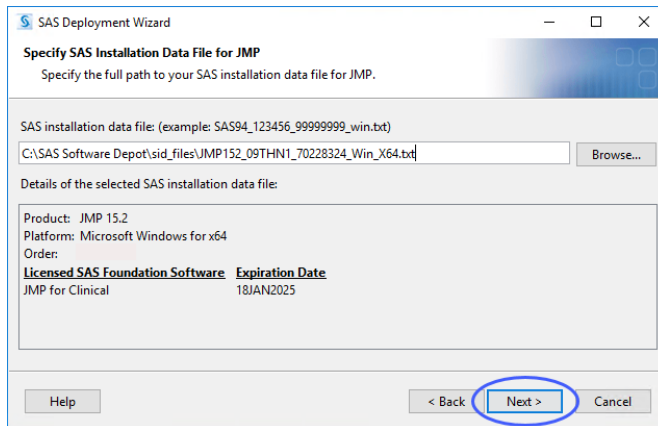 SAS Deployment Wizard
Specify SAS Installation Data File for JMP
Specify the full path to your SAS installation data file for JMP.
SAS installation data file: (example: SAS94_123456_99999999_win.txt)
C:\SAS Software Depot\sid_files\JMP152_09THN1_70228324_Win_X64.txt
Browse...
Details of the selected SAS installation data file:
Product: JMP 15.2
Platform: Microsoft Windows for x64
Order:
Licensed SAS Foundation Software Expiration Date
JMP for Clinical 18JAN2025
Help < Back Next > Cancel